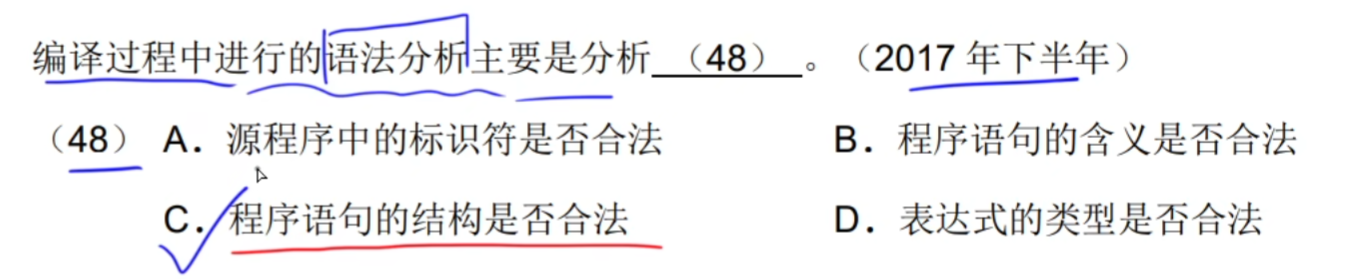 编译过程中进行的语法分析主要是分析 （48） 。（2017 年下半年）
（48） A．源程序中的标识符是否合法 B．程序语句的含义是否合法
C．程序语句的结构是否合法 D．表达式的类型是否合法